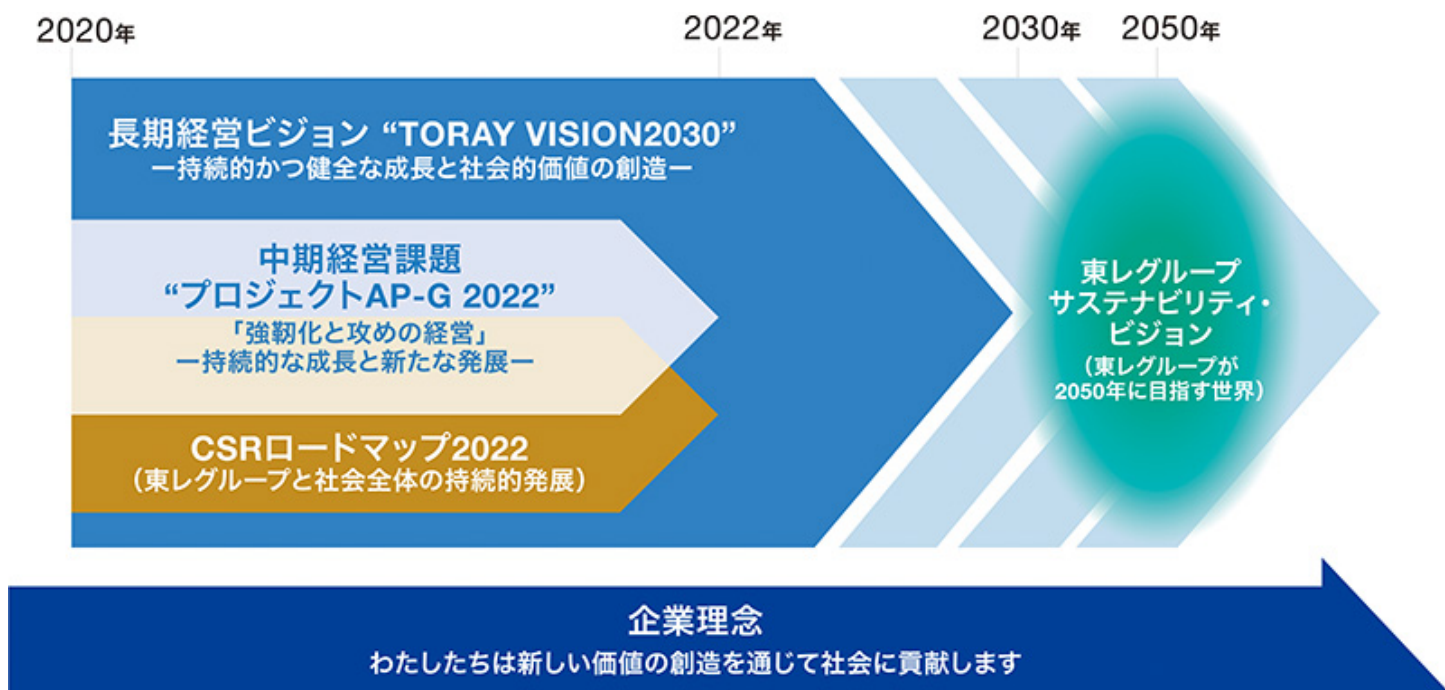 2020年
2022年
2030年
2050年
長期経営ビジョン “TORAY VISION2030”
ー持続的かつ健全な成長と社会的価値の創造ー
中期経営課題
“プロジェクトAP-G 2022”
「強靭化と攻めの経営」
ー持続的な成長と新たな発展ー
CSRロードマップ2022
（東レグループと社会全体の持続的発展）
東レグループ
サステナビリティ・
ビジョン
（東レグループが
2050年に目指す世界）
企業理念
わたしたちは新しい価値の創造を通じて社会に貢献します